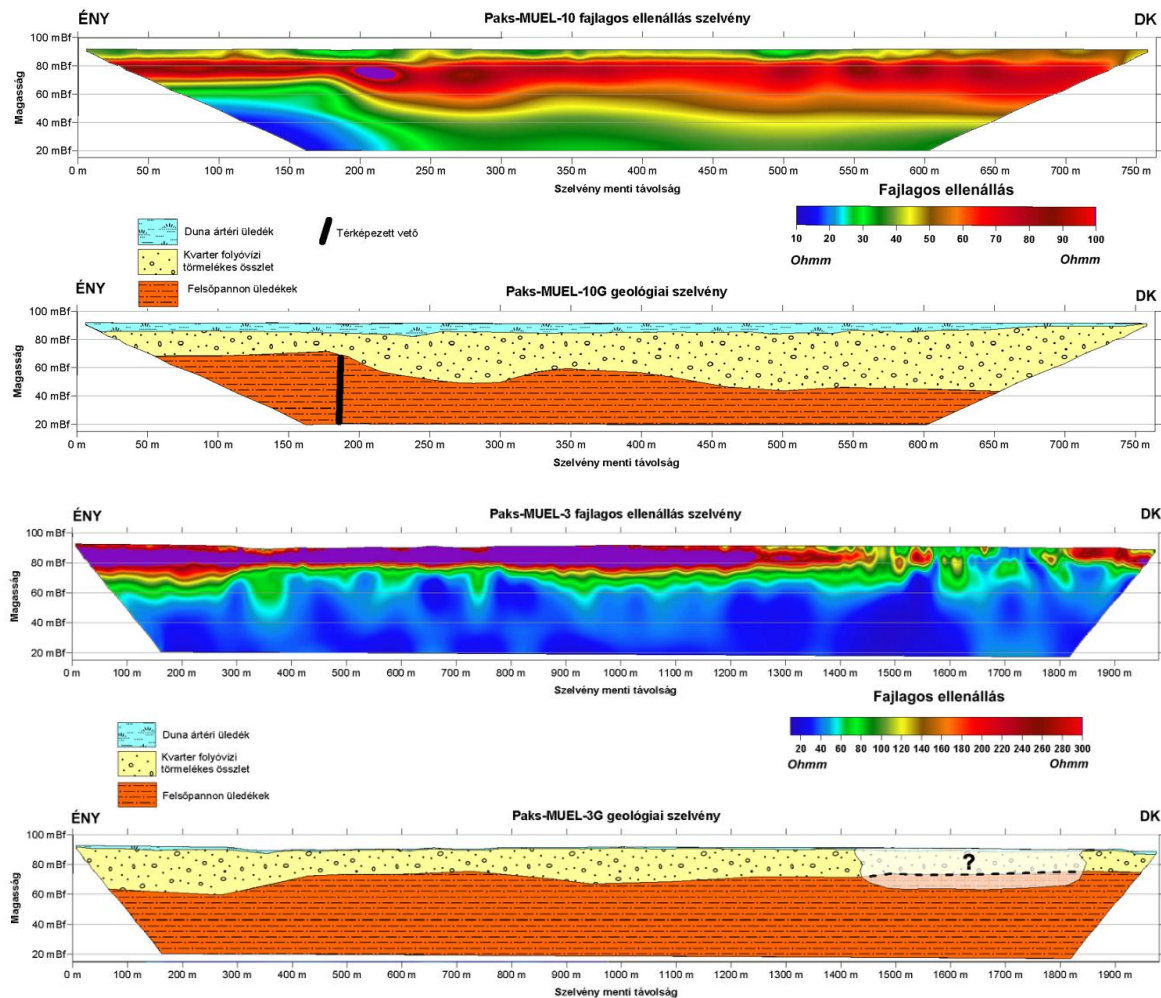 ÉNY
Paks-MUEL-10 fajlagos ellenállás szelvény
DK
Magasság
100 mBf
80 mBf
60 mBf
40 mBf
20 mBf
0 m 50 m 100 m 150 m 200 m 250 m 300 m 350 m 400 m 450 m 500 m 550 m 600 m 650 m 700 m 750 m
Szelvény menti távolság
Fajlagos ellenállás
10 20 30 40 50 60 70 80 90 100
Ohmm Ohmm
Duna ártéri üledék
Kvarter folyóvízi
törmelékes összlet
Felsőpannon üledékek
Térképezett vető
ÉNY
Paks-MUEL-10G geológiai szelvény
DK
Magasság
100 mBf
80 mBf
60 mBf
40 mBf
20 mBf
0 m 50 m 100 m 150 m 200 m 250 m 300 m 350 m 400 m 450 m 500 m 550 m 600 m 650 m 700 m 750 m
Szelvény menti távolság
ÉNY
Paks-MUEL-3 fajlagos ellenállás szelvény
DK
Magasság
100 mBf
80 mBf
60 mBf
40 mBf
20 mBf
0 m 100 m 200 m 300 m 400 m 500 m 600 m 700 m 800 m 900 m 1000 m 1100 m 1200 m 1300 m 1400 m 1500 m 1600 m 1700 m 1800 m 1900 m
Szelvény menti távolság
Fajlagos ellenállás
20 40 60 80 100 120 140 160 180 200 220 240 260 280 300
Ohmm Ohmm
Duna ártéri üledék
Kvarter folyóvízi
törmelékes összlet
Felsőpannon üledékek
ÉNY
Paks-MUEL-3G geológiai szelvény
DK
Magasság
100 mBf
80 mBf
60 mBf
40 mBf
20 mBf
?
0 m 100 m 200 m 300 m 400 m 500 m 600 m 700 m 800 m 900 m 1000 m 1100 m 1200 m 1300 m 1400 m 1500 m 1600 m 1700 m 1800 m 1900 m
Szelvény menti távolság